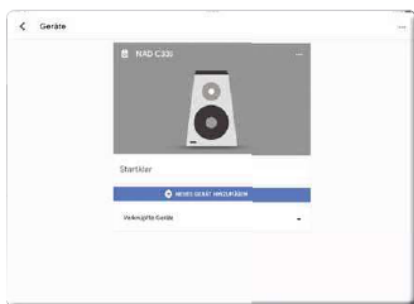 Geräte
NAD C338
Startklar
NEUES GERÄT HINZUFÜGEN
Verknüpfte Geräte